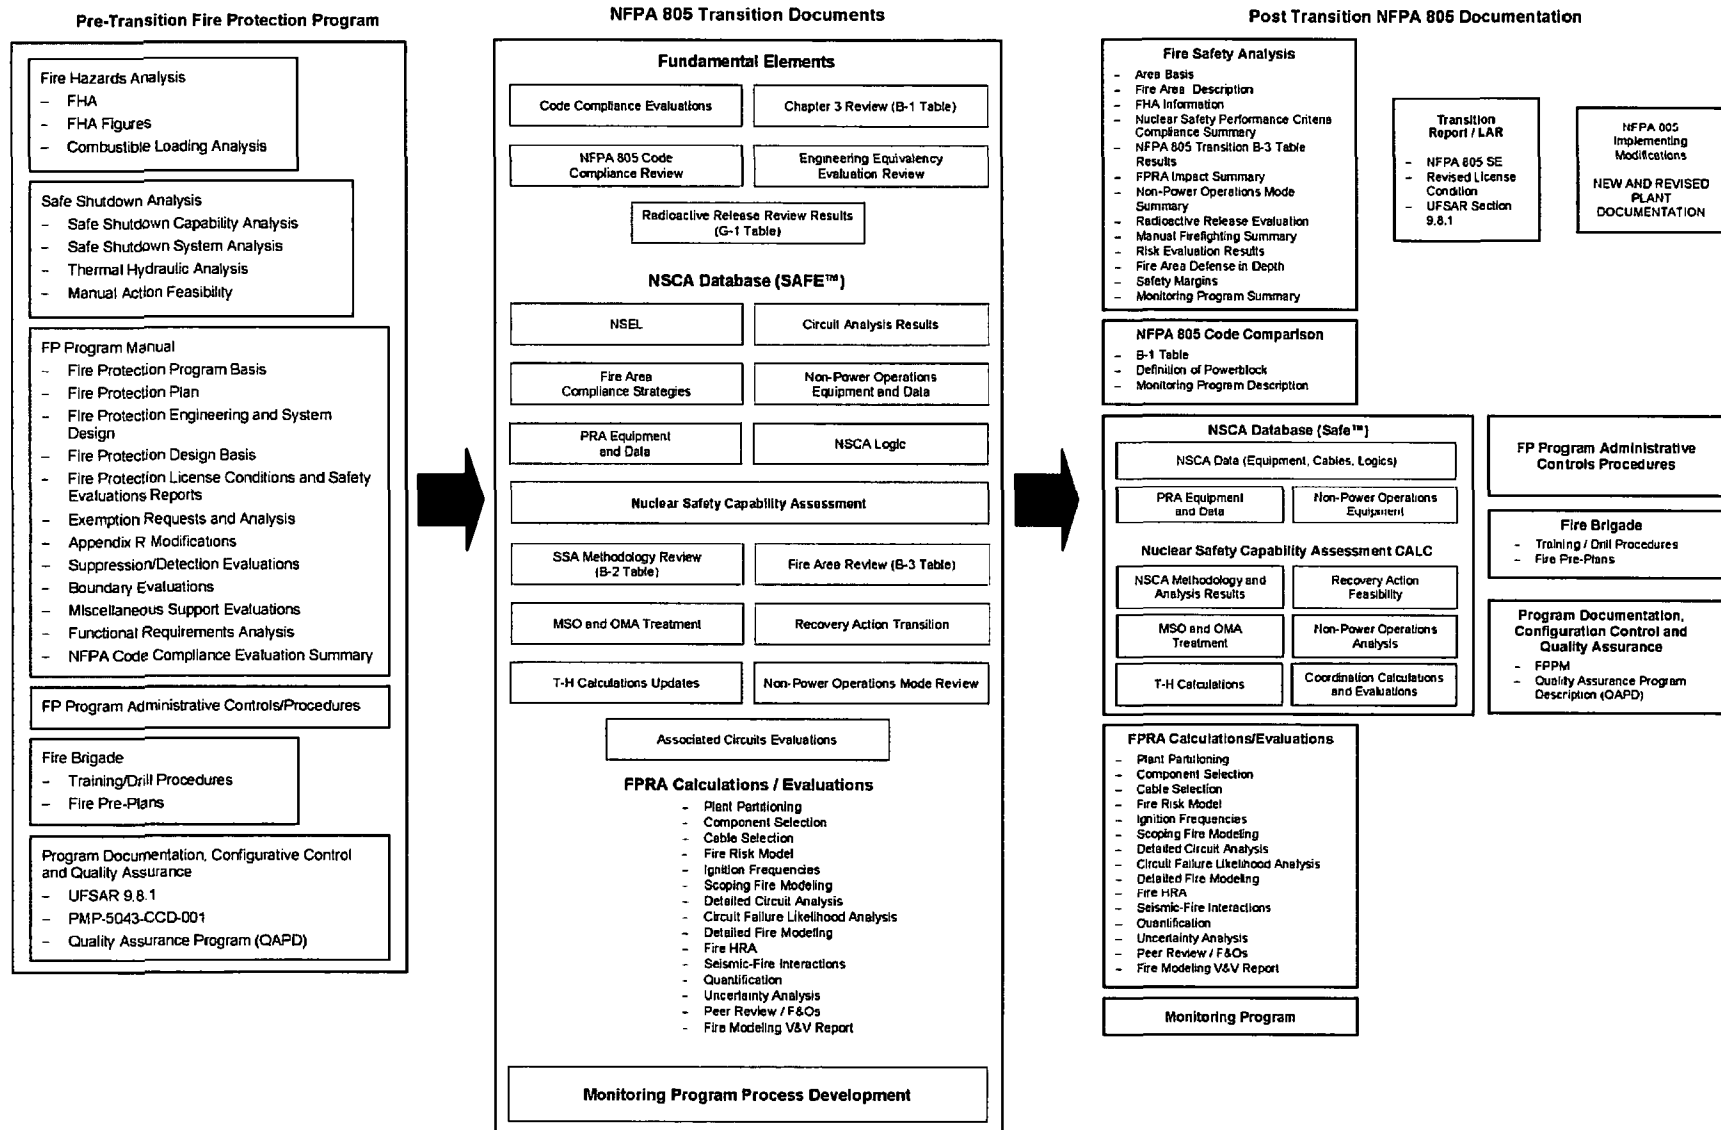 Pre-Transition Fire Protection Program
Fire Hazards Analysis
– FHA
– FHA Figures
– Combustible Loading Analysis
Safe Shutdown Analysis
– Safe Shutdown Capability Analysis
– Safe Shutdown System Analysis
– Thermal Hydraulic Analysis
– Manual Action Feasibility
FP Program Manual
– Fire Protection Program Basis
– Fire Protection Plan
– Fire Protection Engineering and System
Design
– Fire Protection Design Basis
– Fire Protection License Conditions and Safety
Evaluations Reports
– Exemption Requests and Analysis
– Appendix R Modifications
– Suppression/Detection Evaluations
– Boundary Evaluations
– Miscellaneous Support Evaluations
– Functional Requirements Analysis
– NFPA Code Compliance Evaluation Summary
FP Program Administrative Controls/Procedures
Fire Brigade
– Training/Drill Procedures
– Fire Pre-Plans
Program Documentation, Configurative Control
and Quality Assurance
– UFSAR 9.8.1
– PMP-5043-CCD-001
– Quality Assurance Program (QAPD)
NFPA 805 Transition Documents
Fundamental Elements
Code Compliance Evaluations
Chapter 3 Review (B-1 Table)
NFPA 805 Code
Compliance Review
Engineering Equivalency
Evaluation Review
Radioactive Release Review Results
(G-1 Table)
NSCA Database (SAFE™)
NSEL
Circuit Analysis Results
Fire Area
Compliance Strategies
Non-Power Operations
Equipment and Data
PRA Equipment
and Data
NSCA Logic
Nuclear Safety Capability Assessment
SSA Methodology Review
(B-2 Table)
Fire Area Review (B-3 Table)
MSO and OMA Treatment
Recovery Action Transition
T-H Calculations Updates
Non-Power Operations Mode Review
Associated Circuits Evaluations
FPRA Calculations / Evaluations
– Plant Partitioning
– Component Selection
– Cable Selection
– Fire Risk Model
– Ignition Frequencies
– Scoping Fire Modeling
– Detailed Circuit Analysis
– Circuit Failure Likelihood Analysis
– Detailed Fire Modeling
– Fire HRA
– Seismic-Fire Interactions
– Quantification
– Uncertainty Analysis
– Peer Review / F&Os
– Fire Modeling V&V Report
Monitoring Program Process Development
Post Transition NFPA 805 Documentation
Fire Safety Analysis
– Area Basis
– Fire Area Description
– FHA Information
– Nuclear Safety Performance Criteria
Compliance Summary
– NFPA 805 Transition B-3 Table
Results
– FPRA Impact Summary
– Non-Power Operations Mode
Summary
– Radioactive Release Evaluation
– Manual Firefighting Summary
– Risk Evaluation Results
– Fire Area Defense in Depth
– Safety Margins
– Monitoring Program Summary
Transition
Report / LAR
– NFPA 805 SE
– Revised License
Condition
– UFSAR Section
9.8.1
NFPA 805
Implementing
Modifications
NEW AND REVISED
PLANT
DOCUMENTATION
NFPA 805 Code Comparison
– B-1 Table
– Definition of Powerblock
– Monitoring Program Description
NSCA Database (Safe™)
NSCA Data (Equipment, Cables, Logics)
PRA Equipment
and Data
Non-Power Operations
Equipment
Nuclear Safety Capability Assessment CALC
NSCA Methodology and
Analysis Results
Recovery Action
Feasibility
MSO and OMA
Treatment
Non-Power Operations
Analysis
T-H Calculations
Coordination Calculations
and Evaluations
FP Program Administrative
Controls Procedures
Fire Brigade
– Training / Drill Procedures
– Fire Pre-Plans
Program Documentation,
Configuration Control and
Quality Assurance
– FPPM
– Quality Assurance Program
Description (QAPD)
FPRA Calculations/Evaluations
– Plant Partitioning
– Component Selection
– Cable Selection
– Fire Risk Model
– Ignition Frequencies
– Scoping Fire Modeling
– Detailed Circuit Analysis
– Circuit Failure Likelihood Analysis
– Detailed Fire Modeling
– Fire HRA
– Seismic-Fire Interactions
– Quantification
– Uncertainty Analysis
– Peer Review / F&Os
– Fire Modeling V&V Report
Monitoring Program